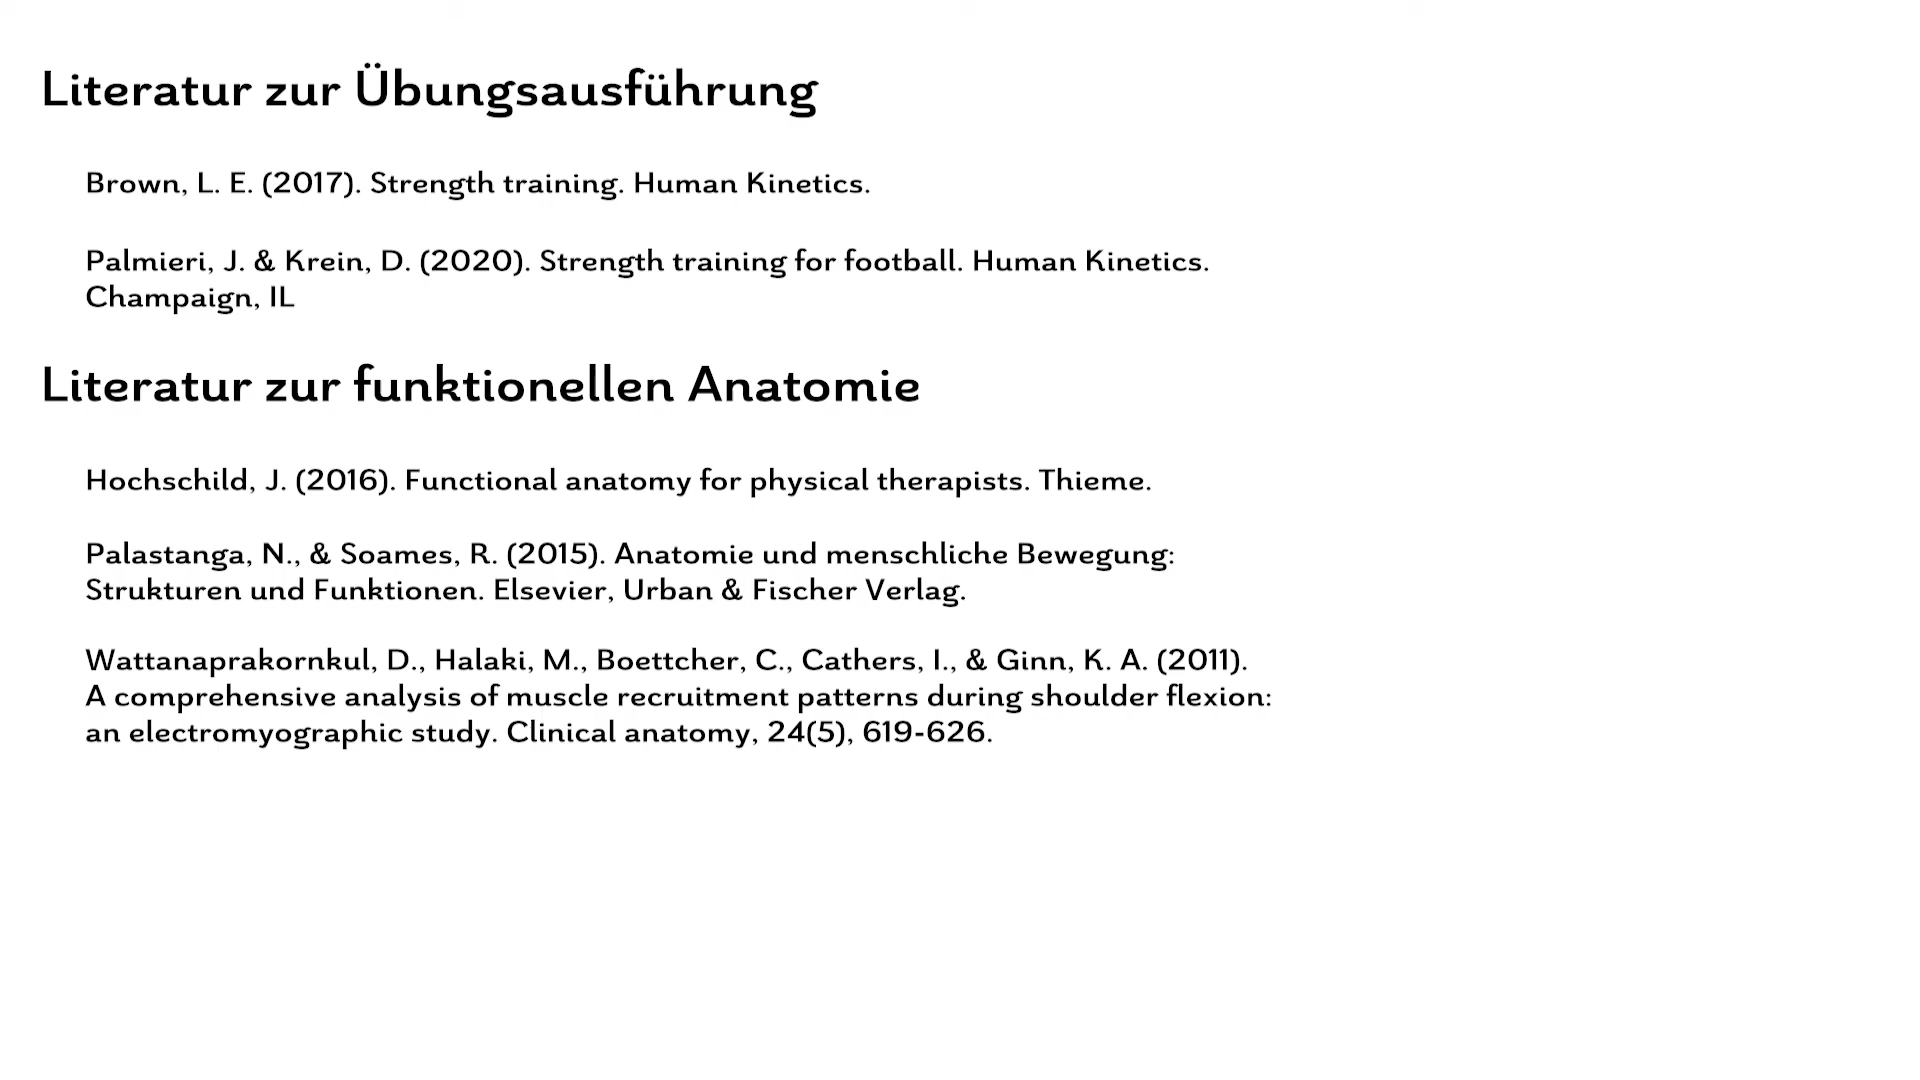 Literatur zur Übungsausführung
Brown, L. E. (2017). Strength training. Human Kinetics.
Palmieri, J. & Krein, D. (2020). Strength training for football. Human Kinetics.
Champaign, IL
Literatur zur funktionellen Anatomie
Hochschild, J. (2016). Functional anatomy for physical therapists. Thieme.
Palastanga, N., & Soames, R. (2015). Anatomie und menschliche Bewegung:
Strukturen und Funktionen. Elsevier, Urban & Fischer Verlag.
Wattanaprakornkul, D., Halaki, M., Boettcher, C., Cathers, I., & Ginn, K. A. (2011).
A comprehensive analysis of muscle recruitment patterns during shoulder flexion:
an electromyographic study. Clinical anatomy, 24(5), 619-626.